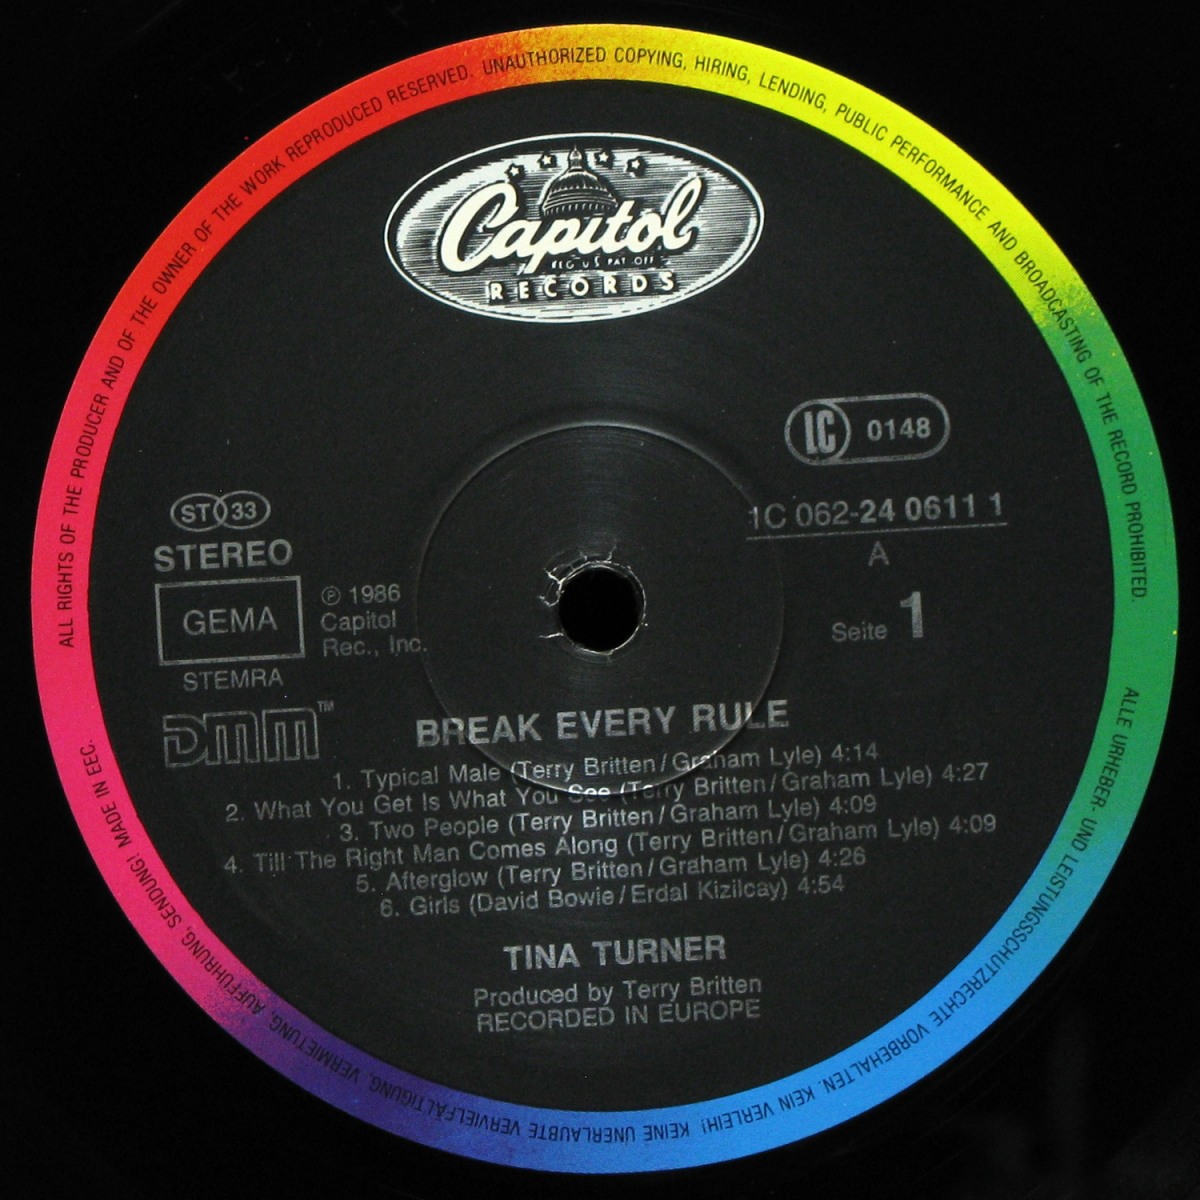 ALL RIGHTS OF THE PRODUCER AND OF THE OWNER OF THE WORK REPRODUCED RESERVED. UNAUTHORIZED COPYING, HIRING, LENDING, PUBLIC PERFORMANCE AND BROADCASTING OF THE RECORD PROHIBITED.
Capitol
REG. U.S. PAT. OFF.
RECORDS
LC 0148
1C 062-24 0611 1
A
Seite 1
ST 33
STEREO
GEMA
STEMRA
DMM™
℗ 1986
Capitol
Rec., Inc.
BREAK EVERY RULE
1. Typical Male (Terry Britten/Graham Lyle) 4:14
2. What You Get Is What You See (Terry Britten/Graham Lyle) 4:27
3. Two People (Terry Britten/Graham Lyle) 4:09
4. Till The Right Man Comes Along (Terry Britten/Graham Lyle) 4:09
5. Afterglow (Terry Britten/Graham Lyle) 4:26
6. Girls (David Bowie/Erdal Kizilcay) 4:54
TINA TURNER
Produced by Terry Britten
RECORDED IN EUROPE
ALLE URHEBER- UND LEISTUNGSSCHUTZRECHTE VORBEHALTEN. KEIN VERLEIH! KEINE UNERLAUBTE VERVIELFÄLTIGUNG, VERMIETUNG, AUFFÜHRUNG, SENDUNG! MADE IN EEC.